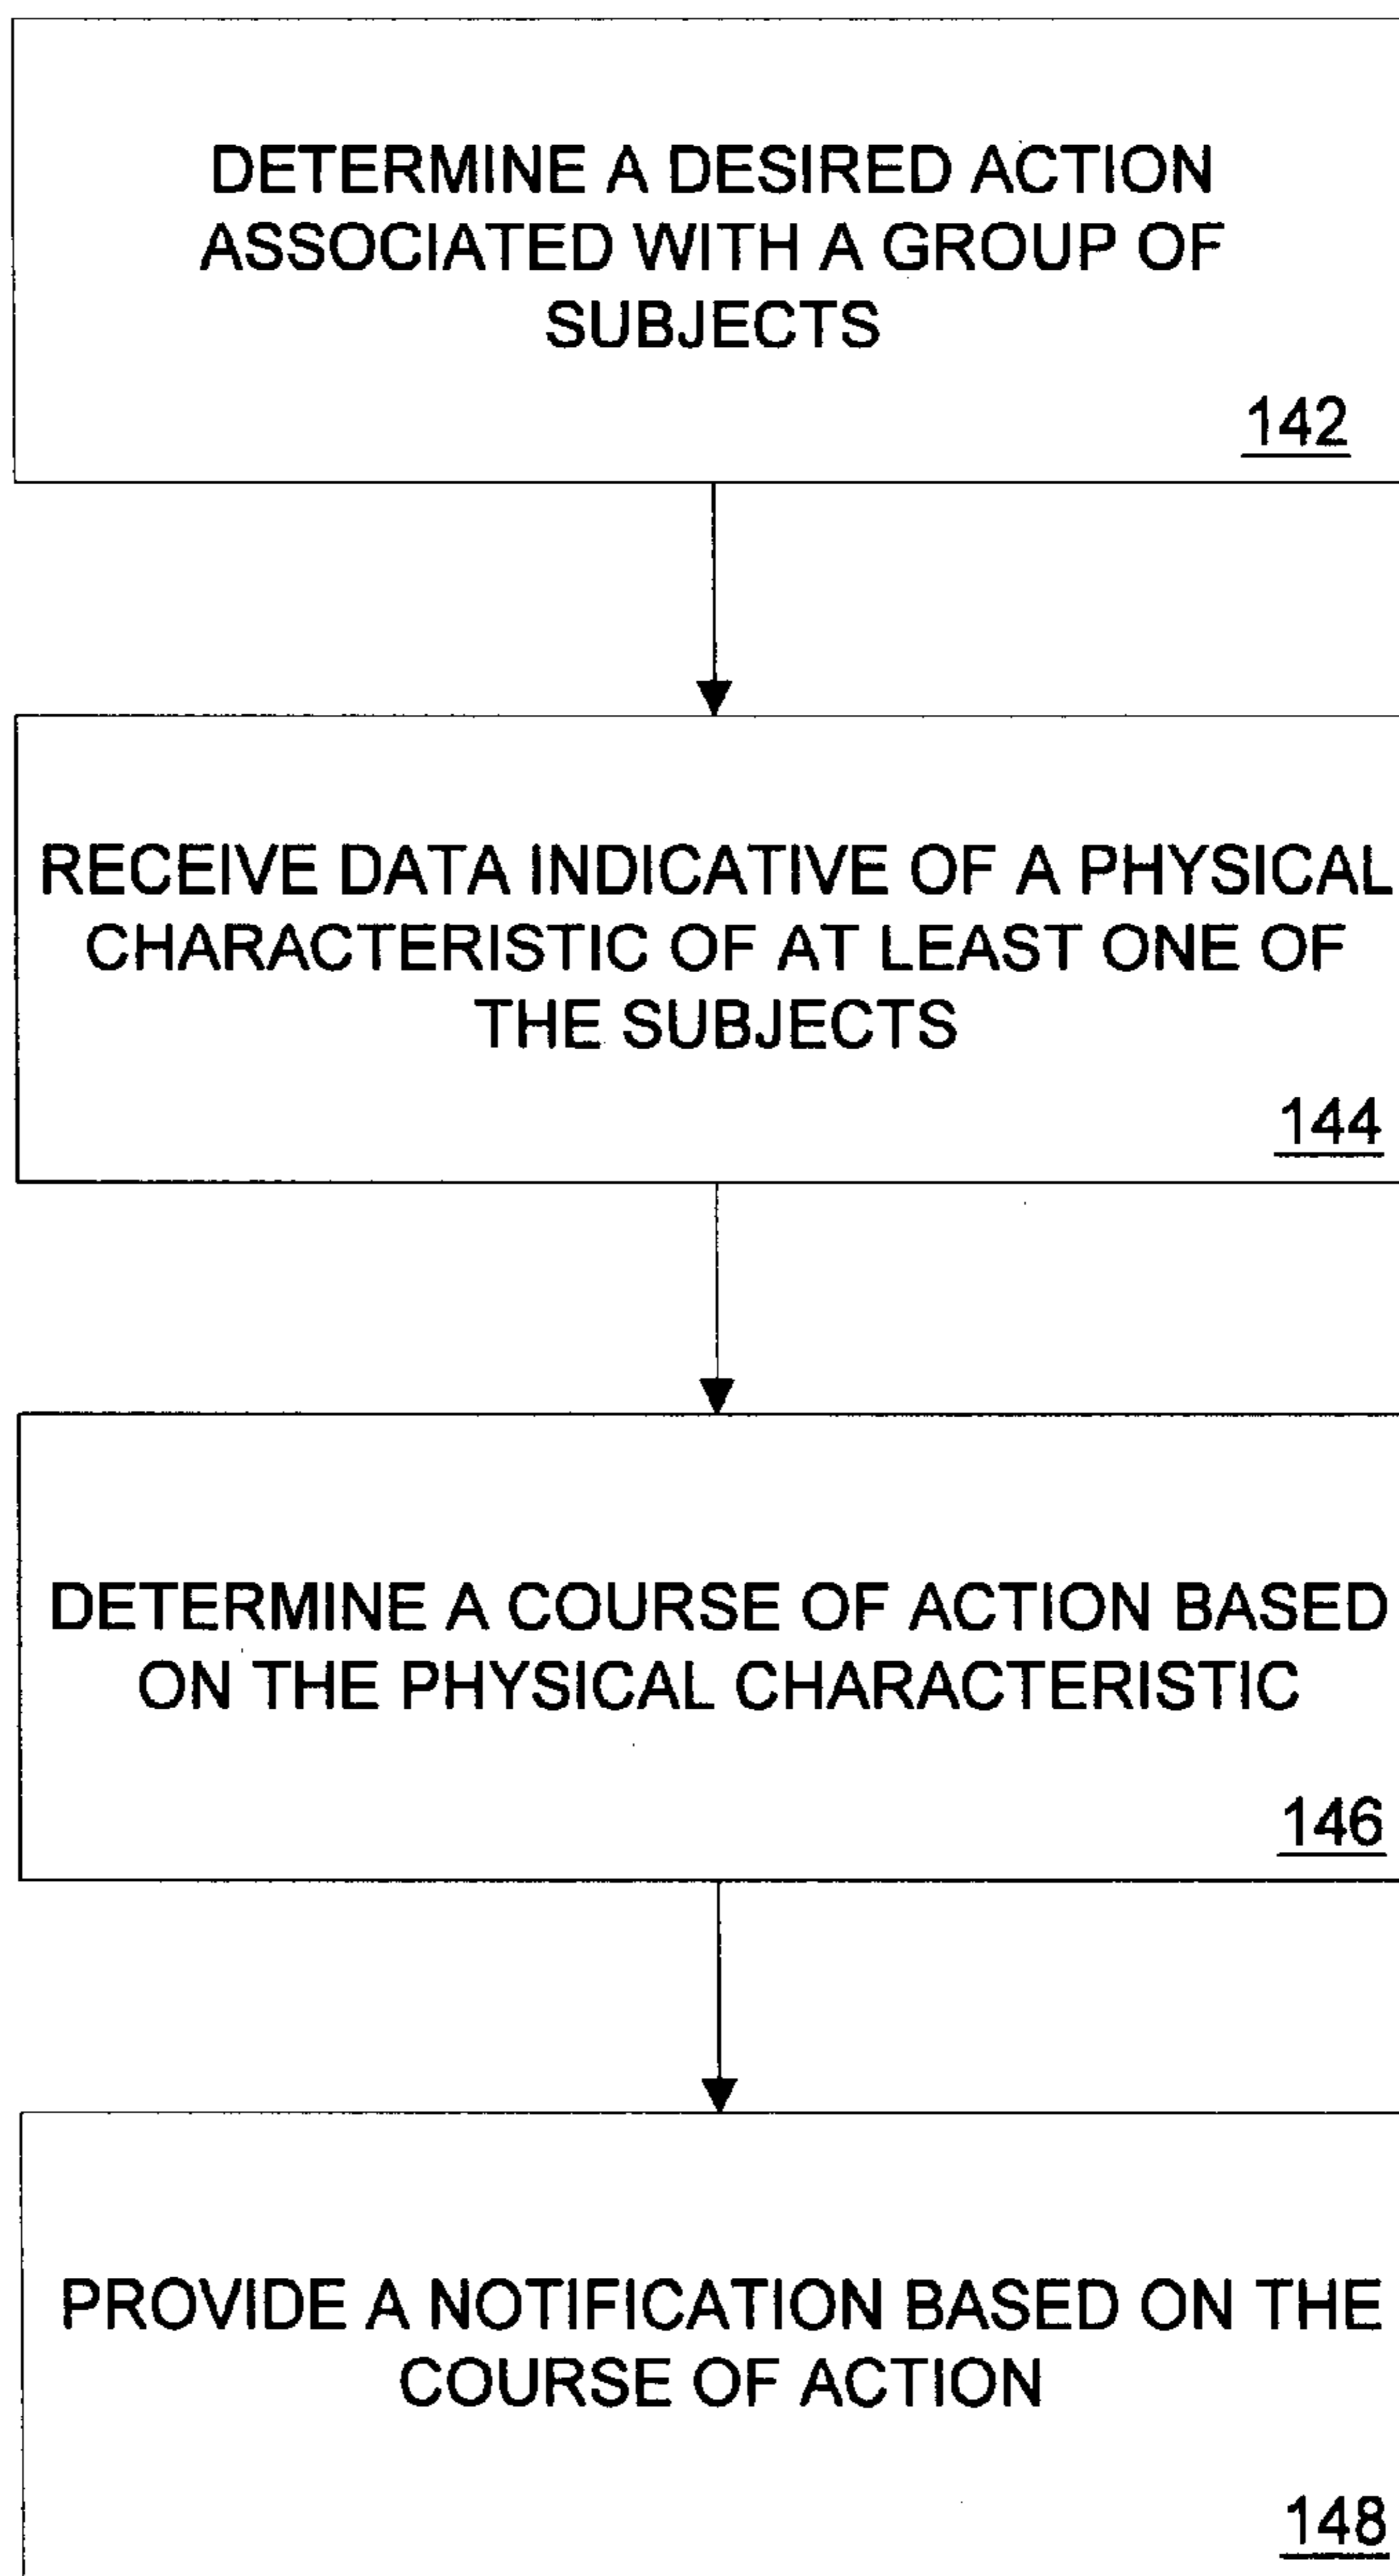 DETERMINE A DESIRED ACTION
ASSOCIATED WITH A GROUP OF
SUBJECTS
142
RECEIVE DATA INDICATIVE OF A PHYSICAL
CHARACTERISTIC OF AT LEAST ONE OF
THE SUBJECTS
144
DETERMINE A COURSE OF ACTION BASED
ON THE PHYSICAL CHARACTERISTIC
146
PROVIDE A NOTIFICATION BASED ON THE
COURSE OF ACTION
148